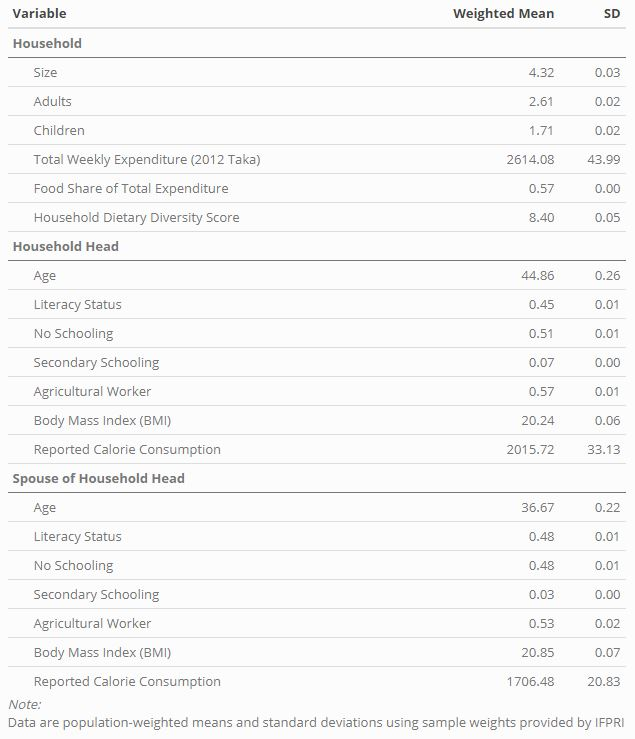 Variable Weighted Mean SD
Household
Size 4.32 0.03
Adults 2.61 0.02
Children 1.71 0.02
Total Weekly Expenditure (2012 Taka) 2614.08 43.99
Food Share of Total Expenditure 0.57 0.00
Household Dietary Diversity Score 8.40 0.05
Household Head
Age 44.86 0.26
Literacy Status 0.45 0.01
No Schooling 0.51 0.01
Secondary Schooling 0.07 0.00
Agricultural Worker 0.57 0.01
Body Mass Index (BMI) 20.24 0.06
Reported Calorie Consumption 2015.72 33.13
Spouse of Household Head
Age 36.67 0.22
Literacy Status 0.48 0.01
No Schooling 0.48 0.01
Secondary Schooling 0.03 0.00
Agricultural Worker 0.53 0.02
Body Mass Index (BMI) 20.85 0.07
Reported Calorie Consumption 1706.48 20.83
Note:
Data are population-weighted means and standard deviations using sample weights provided by IFPRI